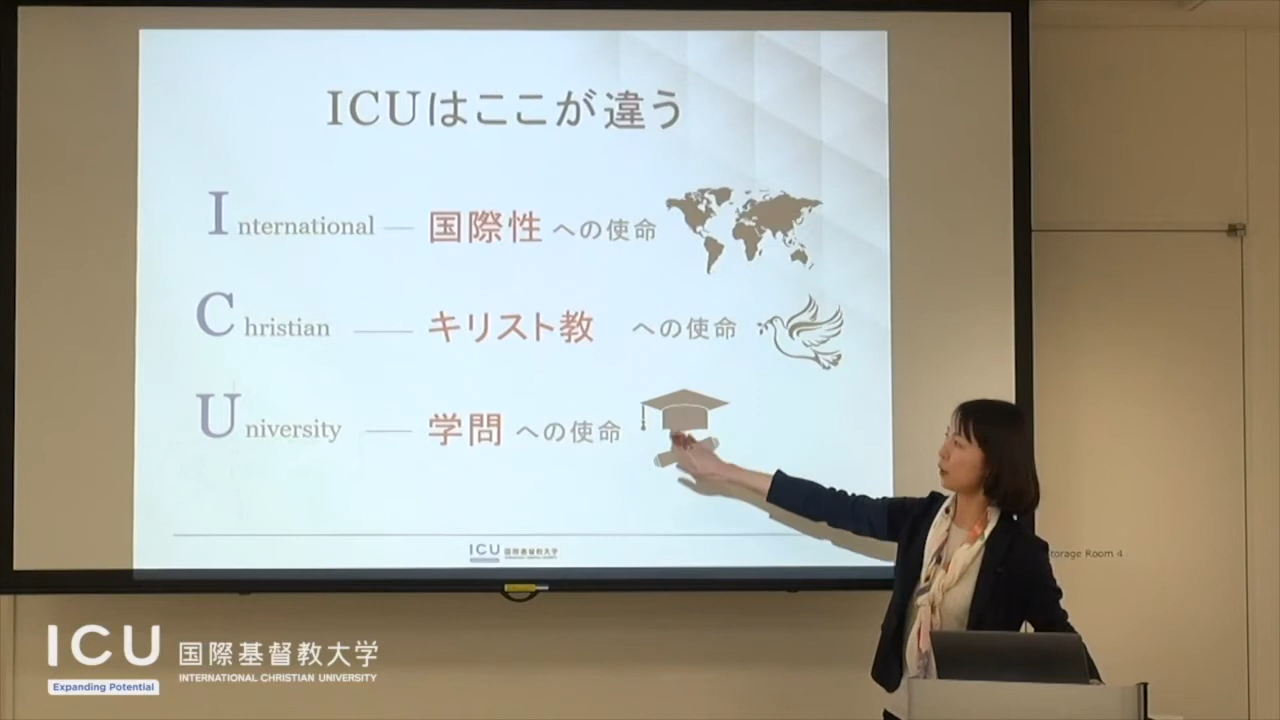 ICUはここが違う
International — 国際性 への使命
Christian — キリスト教 への使命
University — 学問 への使命
ICU 国際基督教大学
Storage Room 4
ICU 国際基督教大学
Expanding Potential INTERNATIONAL CHRISTIAN UNIVERSITY